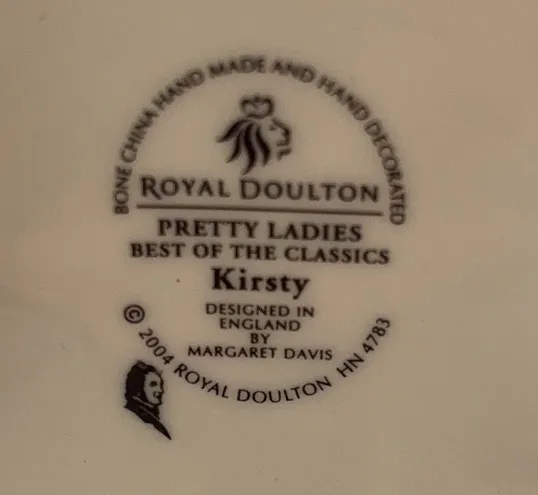 BONE CHINA HAND MADE AND HAND DECORATED
ROYAL DOULTON
PRETTY LADIES
BEST OF THE CLASSICS
Kirsty
DESIGNED IN
ENGLAND
BY
MARGARET DAVIS
© 2004 ROYAL DOULTON HN 4783